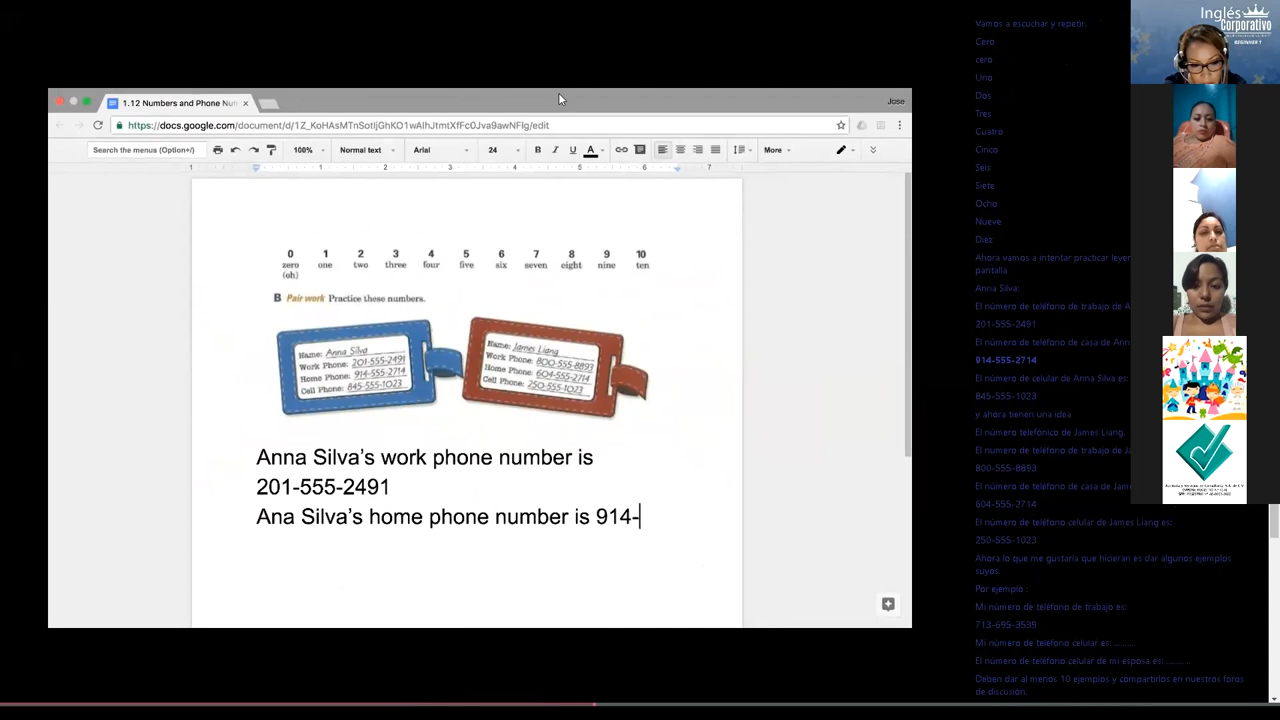 1.12 Numbers and Phone Nu
Jose
https://docs.google.com/document/d/1Z_KoHAsMTnSotIjGhKO1wAlhJtmtXfFc0Jva9awNFIg/edit
Search the menus (Option+/)
100%
Normal text
Arial
24
B I U A
More
1 1 2 3 4 5 6 7
0 1 2 3 4 5 6 7 8 9 10
zero one two three four five six seven eight nine ten
(oh)
B Pair work Practice these numbers.
Name: Anna Silva
Work Phone: 201-555-2491
Home Phone: 914-555-2714
Cell Phone: 845-555-1023
Name: James Liang
Work Phone: 800-555-8893
Home Phone: 604-555-2714
Cell Phone: 250-555-1023
Anna Silva's work phone number is
201-555-2491
Ana Silva's home phone number is 914-
Vamos a escuchar y repetir.
Cero
cero
Uno
Dos
Tres
Cuatro
Cinco
Seis
Siete
Ocho
Nueve
Diez
Ahora vamos a intentar practicar leyen
pantalla
Anna Silva:
El número de teléfono de trabajo de A
201-555-2491
El número de teléfono de casa de Ann
914-555-2714
El número de celular de Anna Silva es:
845-555-1023
y ahora tienen una idea
El número telefónico de James Liang.
El numero de teléfono de trabajo de J
800-555-8893
El número de teléfono de casa de Jam
604-555-2714
El número de teléfono celular de James Liang es:
250-555-1023
Ahora lo que me gustaría que hicieran es dar algunos ejemplos
suyos.
Por ejemplo :
Mi número de teléfono de trabajo es:
713-695-3539
Mi número de teléfono celular es: .. ......
El número de teléfono celular de mi esposa es: ........ ..
Deben dar al menos 10 ejemplos y compartirlos en nuestros foros
de discusión.
Inglés
Corporativo
BEGINNER 1